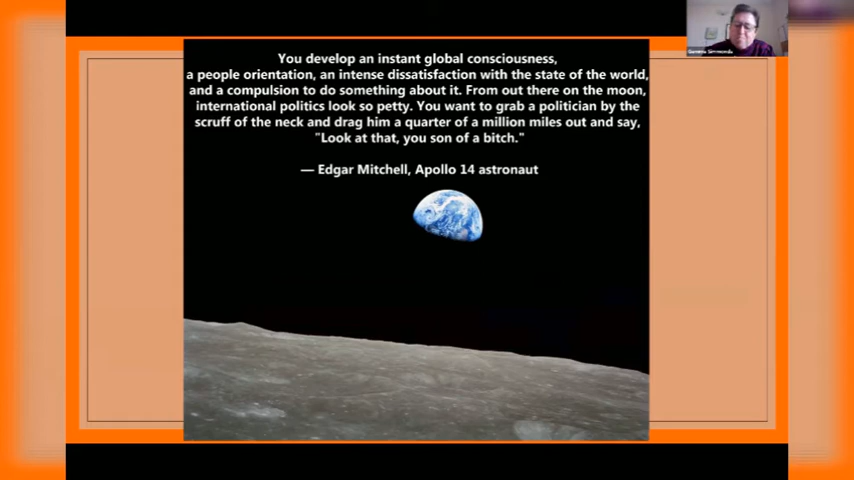 You develop an instant global consciousness,
a people orientation, an intense dissatisfaction with the state of the world,
and a compulsion to do something about it. From out there on the moon,
international politics look so petty. You want to grab a politician by the
scruff of the neck and drag him a quarter of a million miles out and say,
"Look at that, you son of a bitch."
— Edgar Mitchell, Apollo 14 astronaut